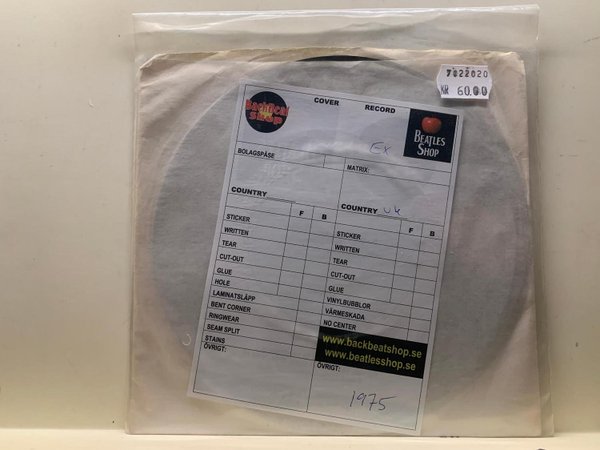 7022020
KR 60.00
COVER RECORD
BackBeat Shop
BEATLES SHOP
Ex
BOLAGSPÅSE
MATRIX:
COUNTRY
COUNTRY UK
F B
F B
STICKER
WRITTEN
TEAR
CUT-OUT
GLUE
HOLE
LAMINATSLÄPP
BENT CORNER
RINGWEAR
SEAM SPLIT
STAINS
ÖVRIGT:
STICKER
WRITTEN
TEAR
CUT-OUT
GLUE
VINYLBUBBLOR
VÄRMESKADA
NO CENTER
www.backbeatshop.se
www.beatlesshop.se
ÖVRIGT:
1975